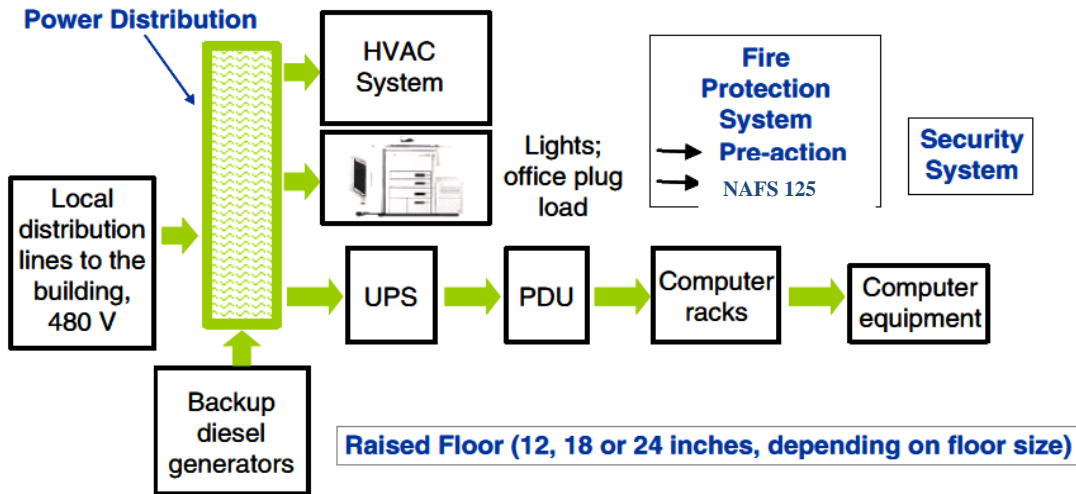 Power Distribution
HVAC
System
Fire
Protection
System
Pre-action
NAFS 125
Security
System
Lights;
office plug
load
Local
distribution
lines to the
building,
480 V
UPS
PDU
Computer
racks
Computer
equipment
Backup
diesel
generators
Raised Floor (12, 18 or 24 inches, depending on floor size)